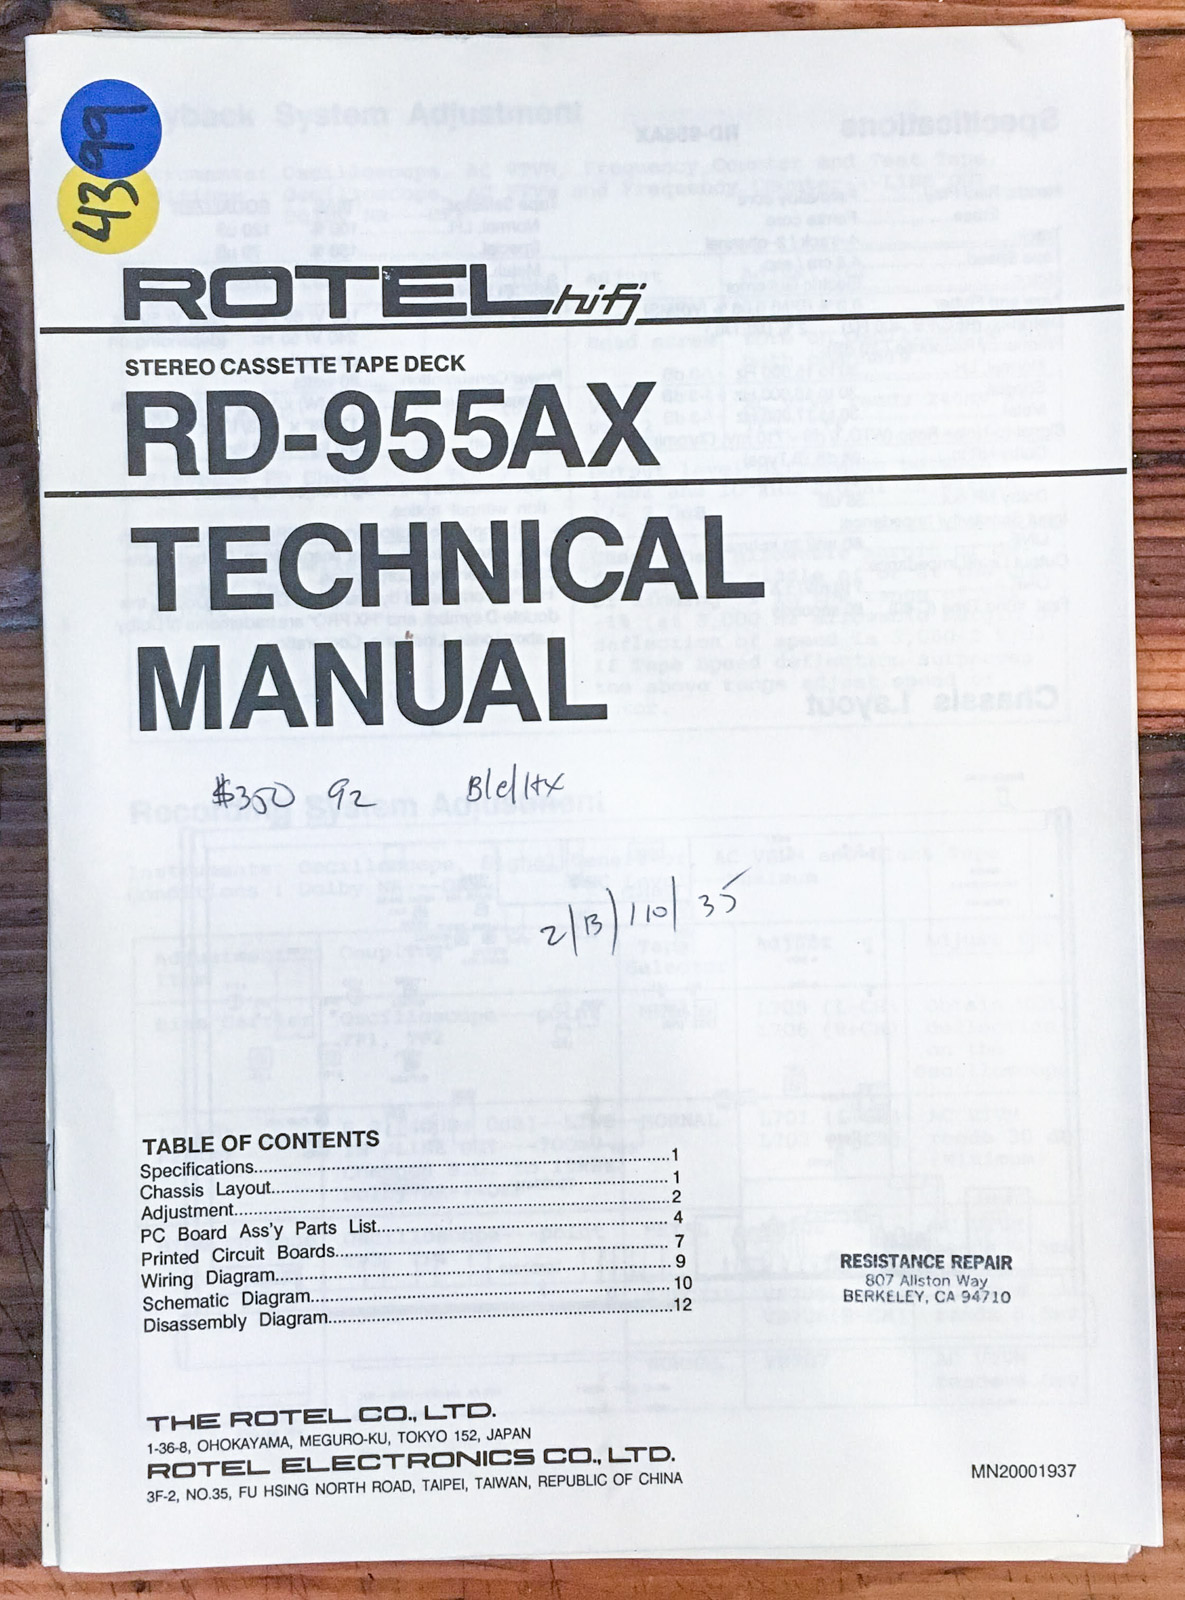 4399
ROTEL hifi
STEREO CASSETTE TAPE DECK
RD-955AX
TECHNICAL
MANUAL
$350 92 B/c/HX
2/B/110/35
TABLE OF CONTENTS
Specifications....1
Chassis Layout....1
Adjustment....2
PC Board Ass'y Parts List....4
Printed Circuit Boards....7
Wiring Diagram....9
Schematic Diagram....10
Disassembly Diagram....12
RESISTANCE REPAIR
807 Allston Way
BERKELEY, CA 94710
THE ROTEL CO., LTD.
1-36-8, OHOKAYAMA, MEGURO-KU, TOKYO 152, JAPAN
ROTEL ELECTRONICS CO., LTD.
3F-2, NO.35, FU HSING NORTH ROAD, TAIPEI, TAIWAN, REPUBLIC OF CHINA
MN20001937